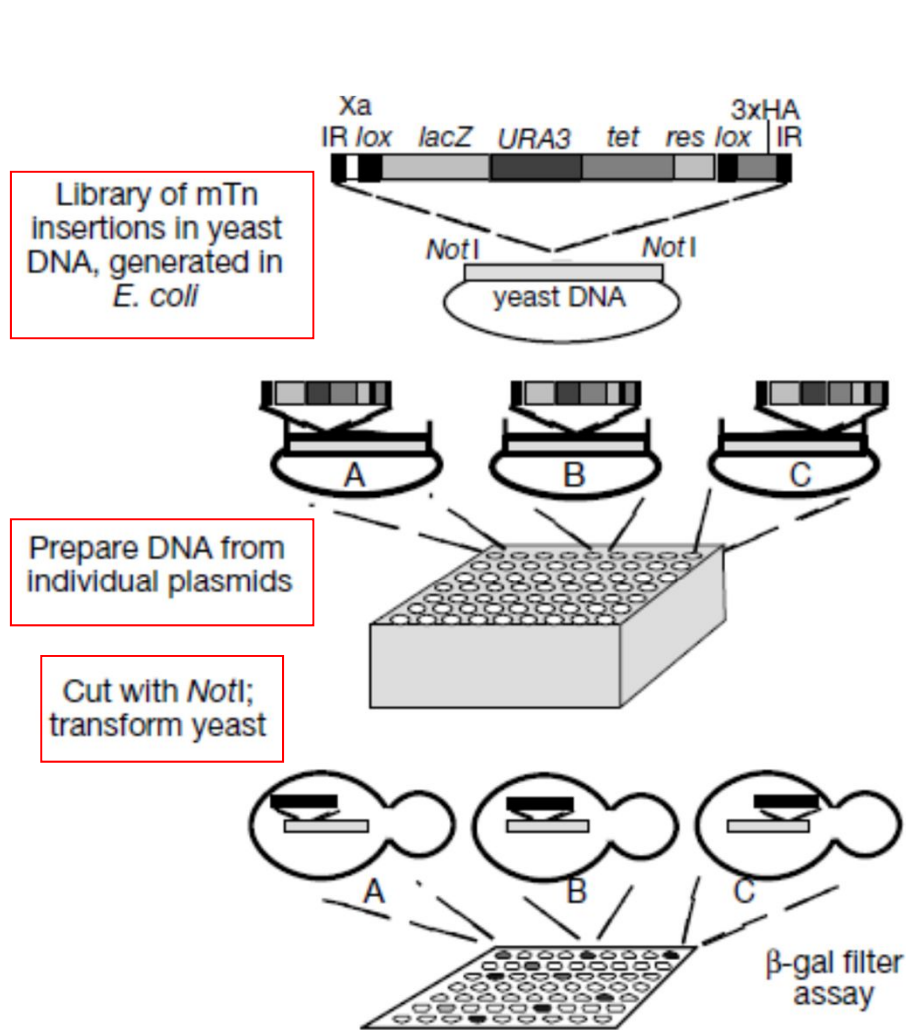 Xa
3xHA
IR lox lacZ URA3 tet res lox IR
Library of mTn
insertions in yeast
DNA, generated in
E. coli
NotI
NotI
yeast DNA
A
B
C
Prepare DNA from
individual plasmids
Cut with NotI;
transform yeast
A
B
C
β-gal filter
assay